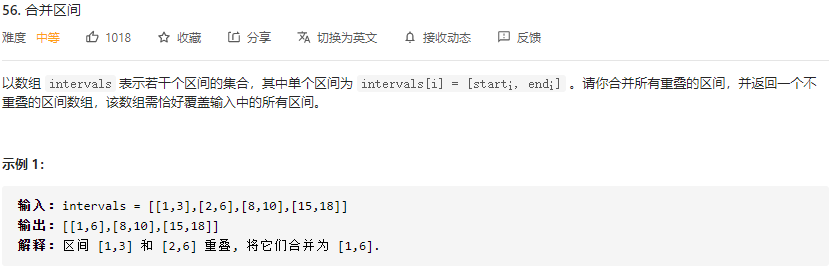 56. 合并区间
难度 中等 1018 收藏 分享 切换为英文 接收动态 反馈
以数组 intervals 表示若干个区间的集合，其中单个区间为 intervals[i] = [starti, endi] 。请你合并所有重叠的区间，并返回一个不
重叠的区间数组，该数组需恰好覆盖输入中的所有区间。
示例 1：
输入：intervals = [[1,3],[2,6],[8,10],[15,18]]
输出：[[1,6],[8,10],[15,18]]
解释：区间 [1,3] 和 [2,6] 重叠, 将它们合并为 [1,6].